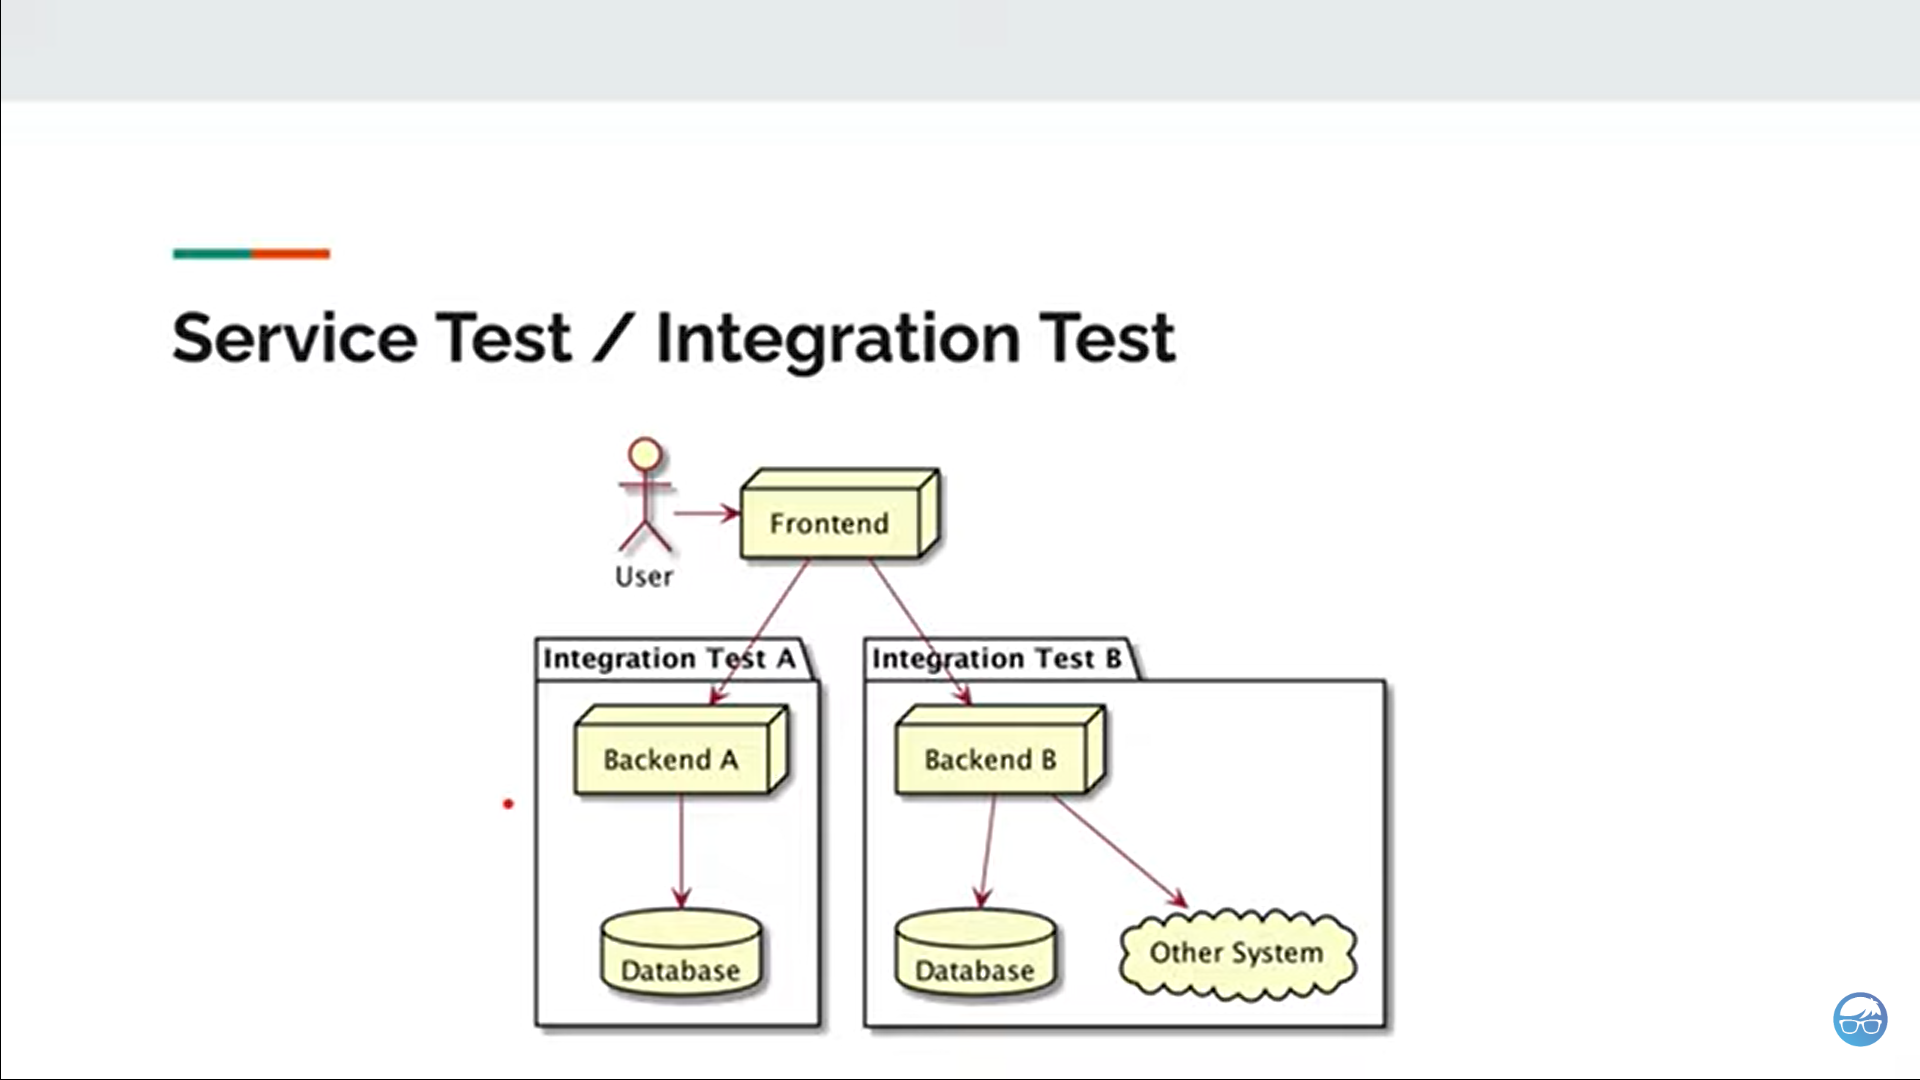 Service Test / Integration Test
Frontend
User
Integration Test A
Integration Test B
Backend A
Backend B
Database
Database
Other System